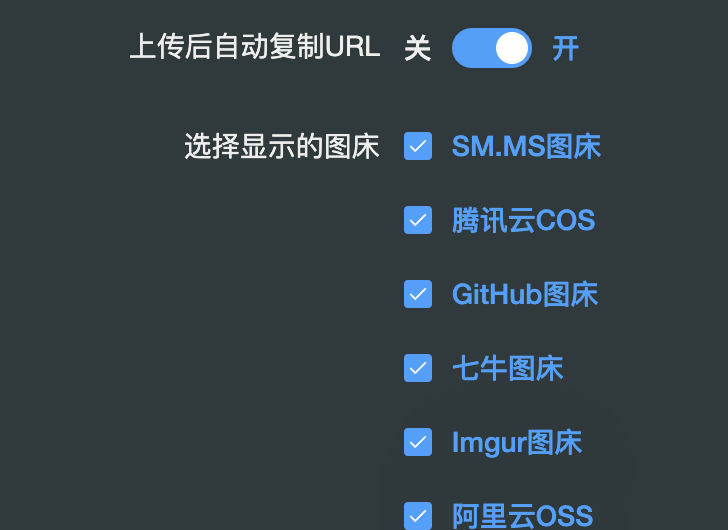 上传后自动复制URL 关 开
选择显示的图床 SM.MS图床
腾讯云COS
GitHub图床
七牛图床
Imgur图床
阿里云OSS